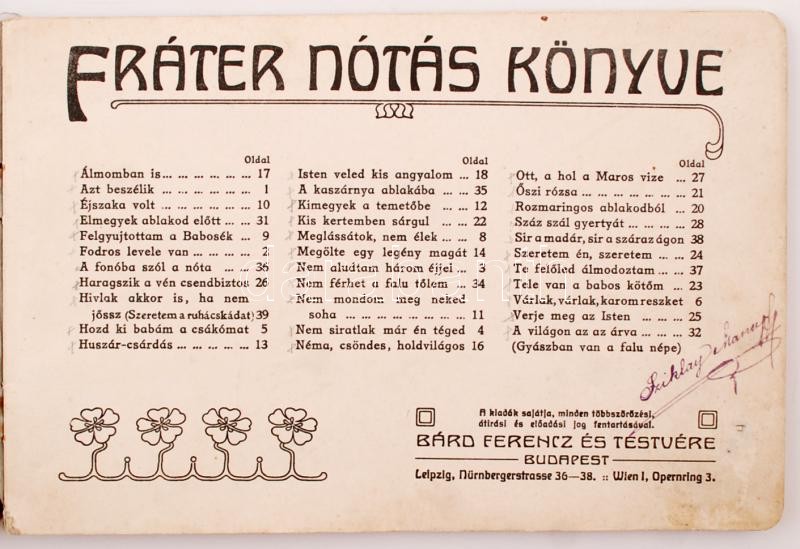 FRÁTER NÓTÁS KÖNYVE
Oldal
Álmomban is ... ... ... ... ... ... 17
Azt beszélik ... ... ... ... ... 1
Éjszaka volt ... ... ... ... ... 10
Elmegyek ablakod előtt ... ... 31
Felgyujtottam a Babosék ... 9
Fodros levele van ... ... ... ... 2
A fonóba szól a nóta ... ... 36
Haragszik a vén csendbiztos 26
Hivlak akkor is, ha nem
jössz (Szeretem a ruhácskádat) 39
Hozd ki babám a csákómat 5
Huszár-csárdás ... ... ... ... 13
Oldal
Isten veled kis angyalom ... 18
A kaszárnya ablakába ... ... 35
Kimegyek a temetőbe ... ... 12
Kis kertemben sárgul ... ... 22
Meglássátok, nem élek ... ... 8
Megölte egy legény magát 14
Nem aludtam három éjjel ... 3
Nem férhet a falu tőlem ... 34
Nem mondom meg neked
soha ... ... ... ... ... ... ... 11
Nem siratlak már én téged 4
Néma, csöndes, holdvilágos 16
Oldal
Ott, a hol a Maros vize ... 27
Őszi rózsa ... ... ... ... ... ... 21
Rozmaringos ablakodból ... 20
Száz szál gyertyát ... ... ... 28
Sir a madár, sir a száraz ágon 38
Szeretem én, szeretem ... ... 24
Te felőled álmodoztam ... ... 37
Tele van a babos kötőm ... 23
Várlak, várlak, karom reszket 6
Verje meg az Isten ... ... ... 25
A világon az az árva ... ... 32
(Gyászban van a falu népe)
A kiadók sajátja, minden többszörözési,
átirási és előadási jog fentartásával.
BÁRD FERENCZ ÉS TESTVÉRE
BUDAPEST
Leipzig, Nürnbergerstrasse 36—38. :: Wien I, Opernring 3.